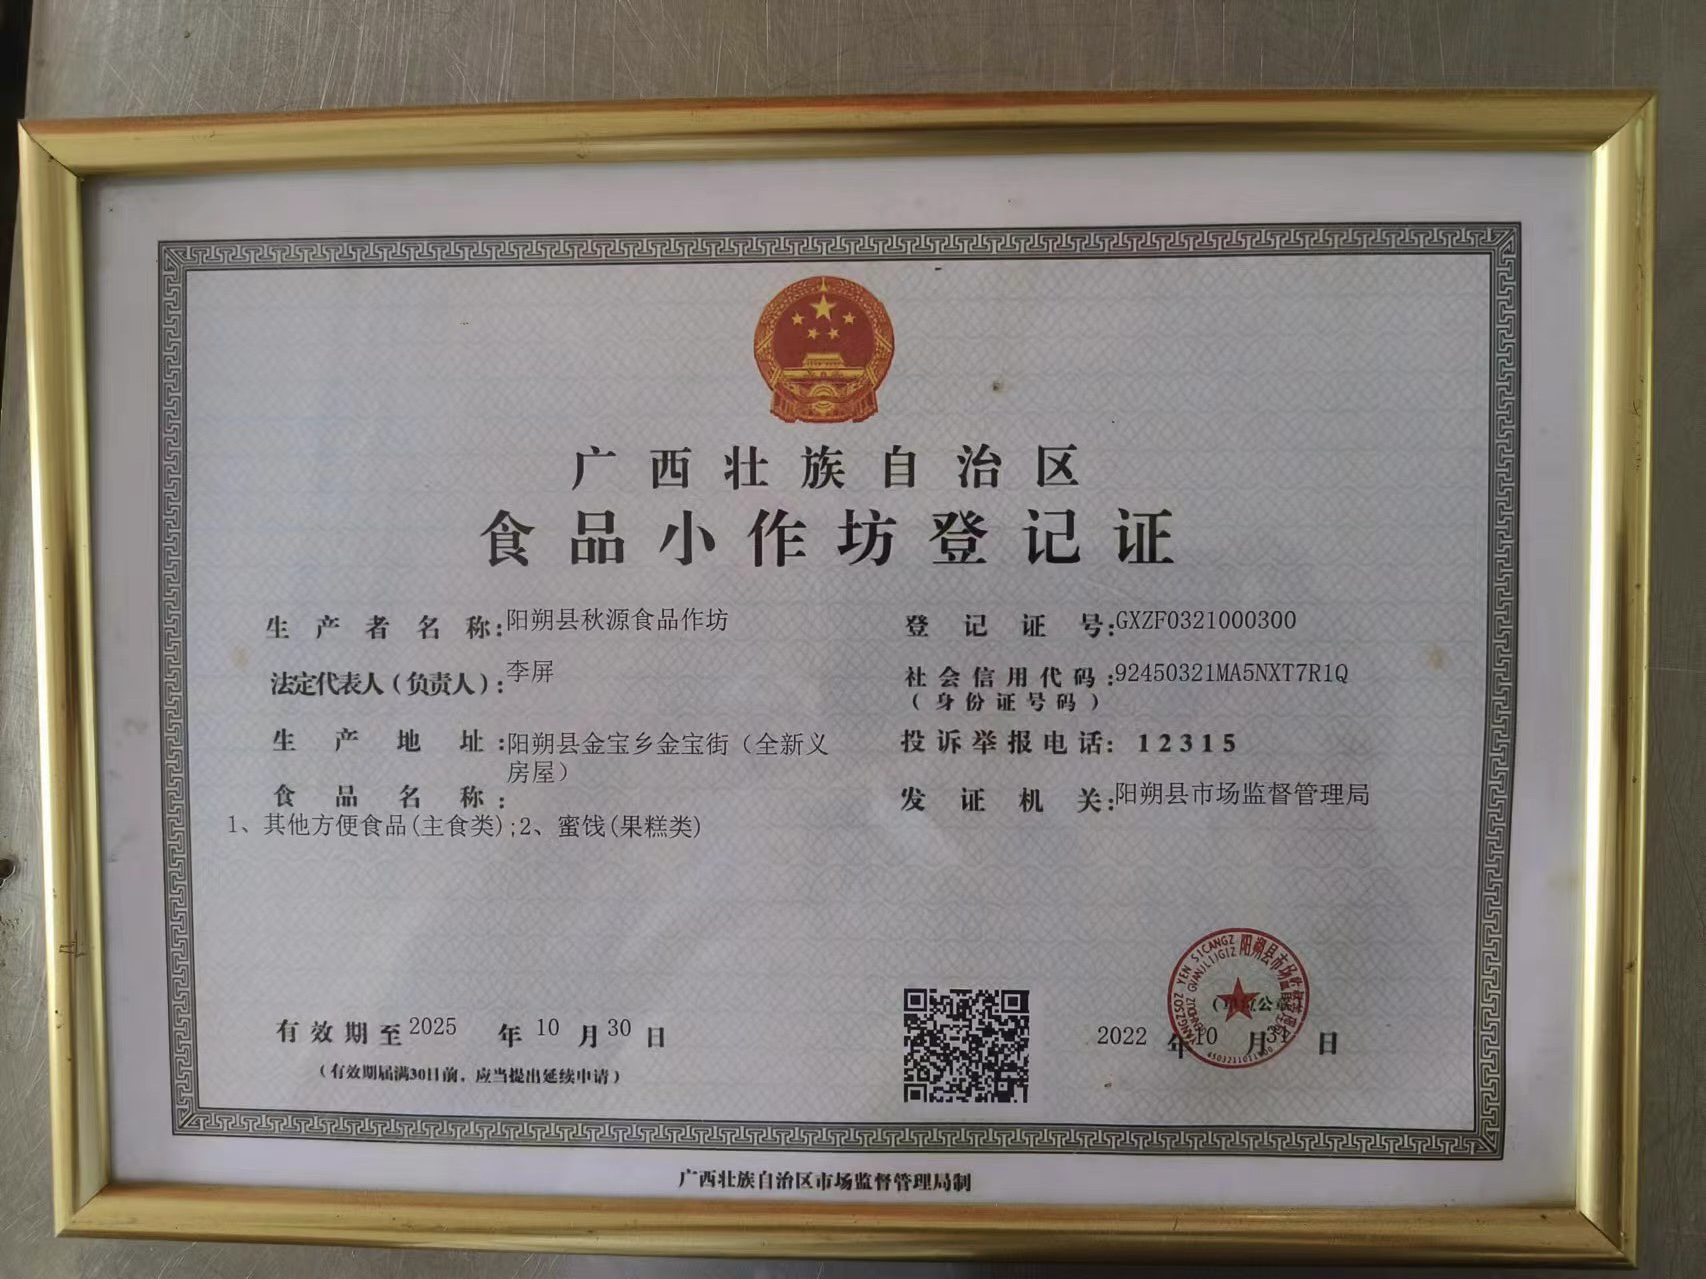 广西壮族自治区
食品小作坊登记证
生产者名称:阳朔县秋源食品作坊
登记证号:GXZF0321000300
法定代表人(负责人):李屏
社会信用代码:92450321MA5NXT7R1Q
(身份证号码)
生产地址:阳朔县金宝乡金宝街（全新义
房屋）
投诉举报电话: 12315
食品名称:
发证机关:阳朔县市场监督管理局
1、其他方便食品(主食类);2、蜜饯(果糕类)
有效期至2025年10月30日
(有效期届满30日前，应当提出延续申请)
2022年10月31日
广西壮族自治区市场监督管理局制